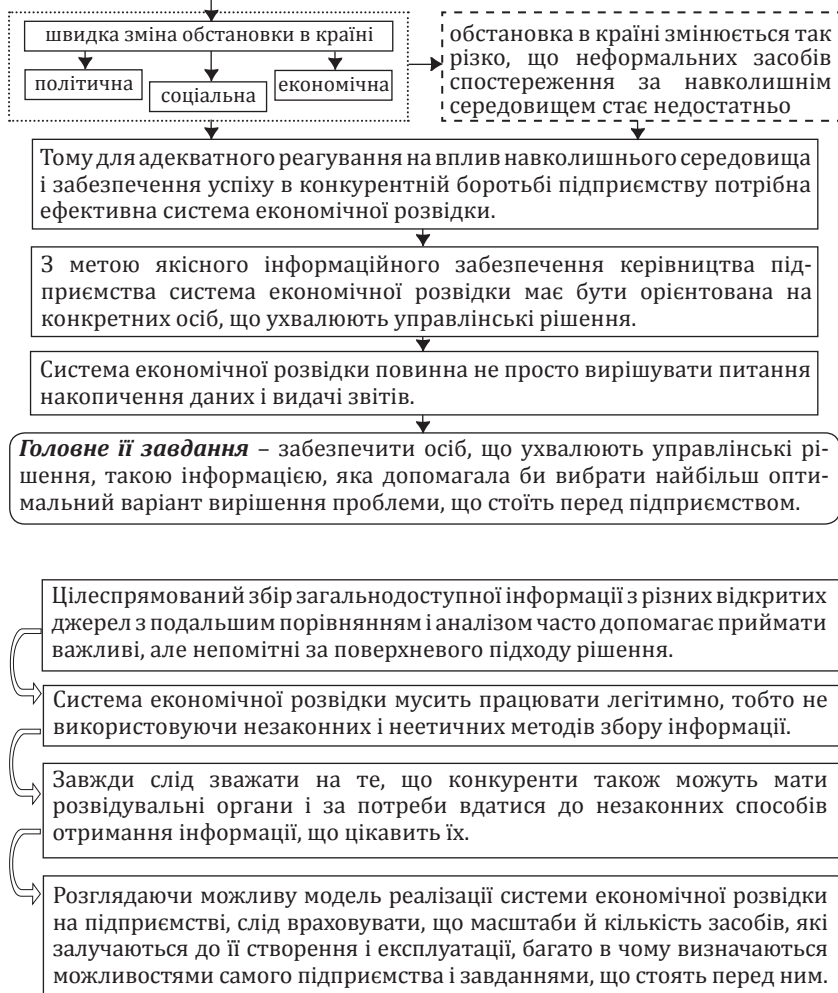 швидка зміна обстановки в країні
політична
соціальна
економічна
обстановка в країні змінюється так
різко, що неформальних засобів
спостереження за навколишнім
середовищем стає недостатньо
Тому для адекватного реагування на вплив навколишнього середовища
і забезпечення успіху в конкурентній боротьбі підприємству потрібна
ефективна система економічної розвідки.
З метою якісного інформаційного забезпечення керівництва під-
приємства система економічної розвідки має бути орієнтована на
конкретних осіб, що ухвалюють управлінські рішення.
Система економічної розвідки повинна не просто вирішувати питання
накопичення даних і видачі звітів.
Головне її завдання – забезпечити осіб, що ухвалюють управлінські рі-
шення, такою інформацією, яка допомагала би вибрати найбільш опти-
мальний варіант вирішення проблеми, що стоїть перед підприємством.
Цілеспрямований збір загальнодоступної інформації з різних відкритих
джерел з подальшим порівнянням і аналізом часто допомагає приймати
важливі, але непомітні за поверхневого підходу рішення.
Система економічної розвідки мусить працювати легітимно, тобто не
використовуючи незаконних і неетичних методів збору інформації.
Завжди слід зважати на те, що конкуренти також можуть мати
розвідувальні органи і за потреби вдатися до незаконних способів
отримання інформації, що цікавить їх.
Розглядаючи можливу модель реалізації системи економічної розвідки
на підприємстві, слід враховувати, що масштаби й кількість засобів, які
залучаються до її створення і експлуатації, багато в чому визначаються
можливостями самого підприємства і завданнями, що стоять перед ним.